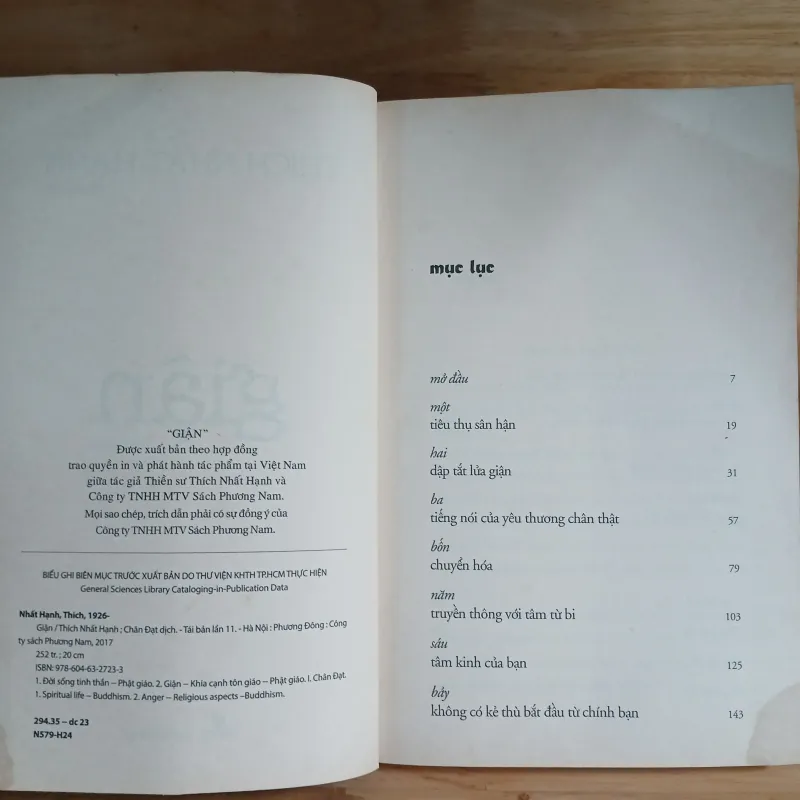 giận
"GIẬN"
Được xuất bản theo hợp đồng
trao quyền in và phát hành tác phẩm tại Việt Nam
giữa tác giả Thiền sư Thích Nhất Hạnh và
Công ty TNHH MTV Sách Phương Nam.
Mọi sao chép, trích dẫn phải có sự đồng ý của
Công ty TNHH MTV Sách Phương Nam.
BIỂU GHI BIÊN MỤC TRƯỚC XUẤT BẢN DO THƯ VIỆN KHTH TP.HCM THỰC HIỆN
General Sciences Library Cataloging-in-Publication Data
Nhất Hạnh, Thích, 1926-
Giận / Thích Nhất Hạnh ; Chân Đạt dịch. - Tái bản lần 11. - Hà Nội : Phương Đông : Công
ty sách Phương Nam, 2017
252 tr. ; 20 cm
ISBN: 978-604-63-2723-3
1. Đời sống tinh thần -- Phật giáo. 2. Giận -- Khía cạnh tôn giáo -- Phật giáo. I. Chân Đạt.
1. Spiritual life -- Buddhism. 2. Anger -- Religious aspects --Buddhism.
294.35 -- dc 23
N579-H24
mục lục
mở đầu 7
một
tiêu thụ sân hận 19
hai
dập tắt lửa giận 31
ba
tiếng nói của yêu thương chân thật 57
bốn
chuyển hóa 79
năm
truyền thông với tâm từ bi 103
sáu
tâm kinh của bạn 125
bảy
không có kẻ thù bắt đầu từ chính bạn 143